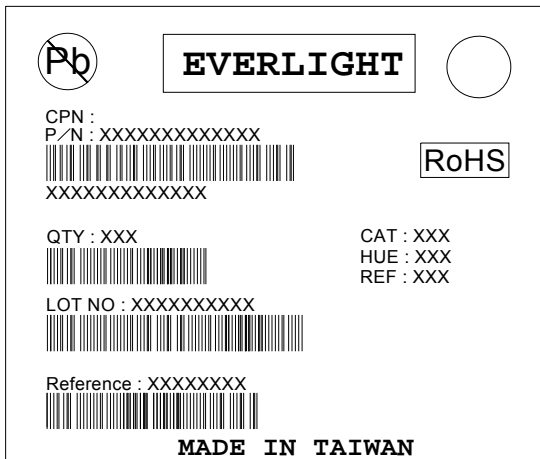 Pb
EVERLIGHT
CPN :
P/N : XXXXXXXXXXXXX
RoHS
XXXXXXXXXXXXX
QTY : XXX
CAT : XXX
HUE : XXX
REF : XXX
LOT NO : XXXXXXXXXX
Reference : XXXXXXXX
MADE IN TAIWAN